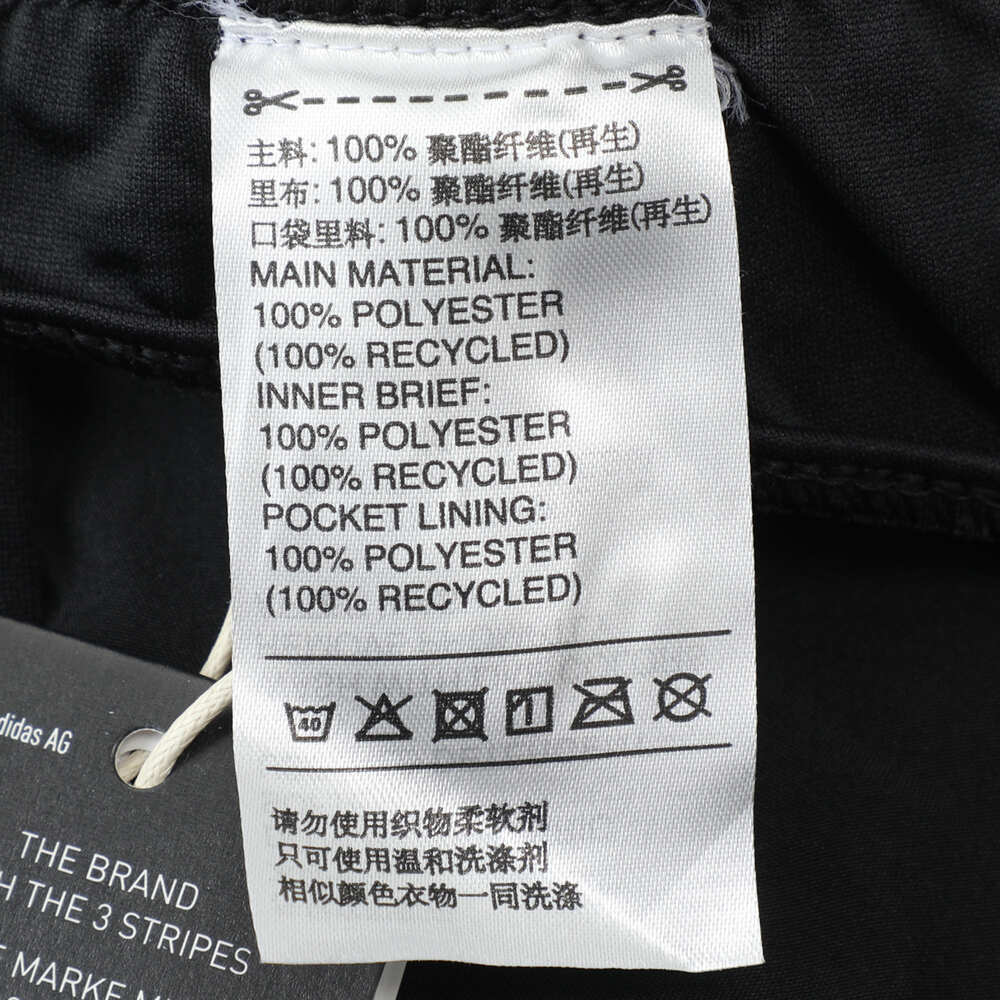 主料: 100% 聚酯纤维(再生)
里布: 100% 聚酯纤维(再生)
口袋里料: 100% 聚酯纤维(再生)
MAIN MATERIAL:
100% POLYESTER
(100% RECYCLED)
INNER BRIEF:
100% POLYESTER
(100% RECYCLED)
POCKET LINING:
100% POLYESTER
(100% RECYCLED)
40
请勿使用织物柔软剂
只可使用温和洗涤剂
相似颜色衣物一同洗涤
didas AG
THE BRAND
H THE 3 STRIPES
E MARKE M